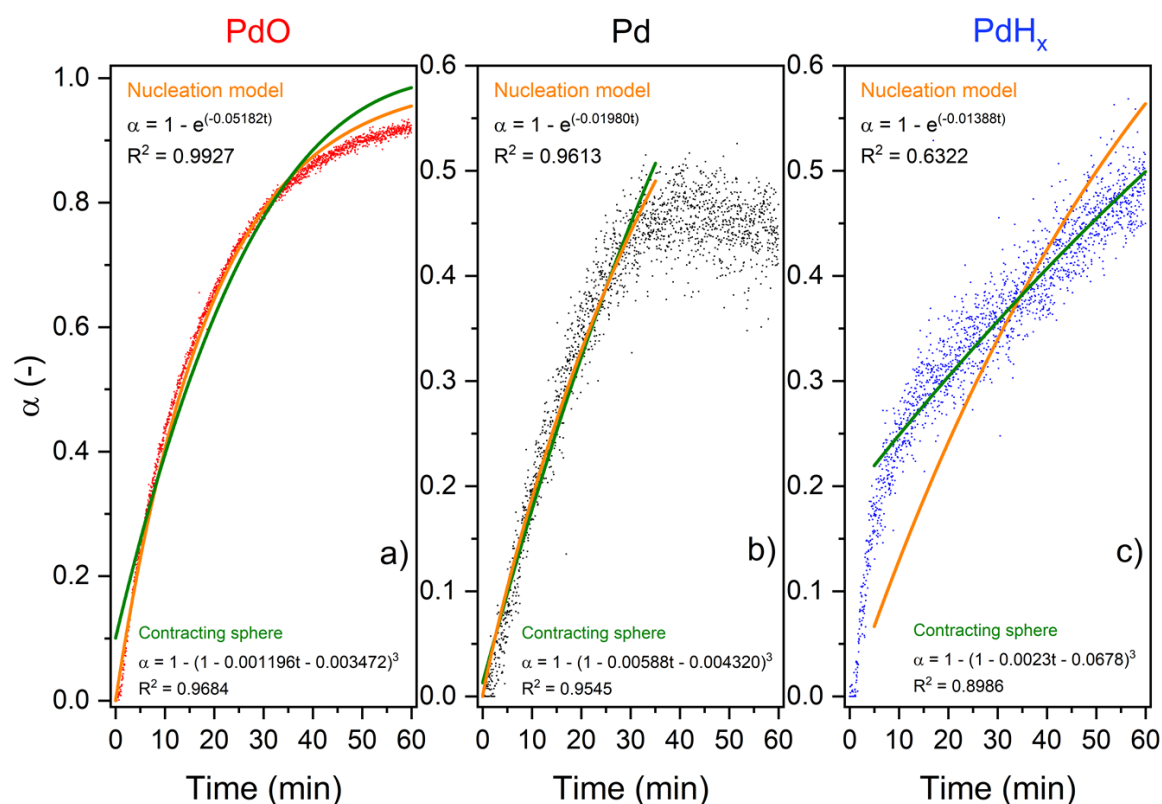 PdO
Pd
PdHx
α (-)
1.0
0.8
0.6
0.4
0.2
0.0
Nucleation model
α = 1 - e(-0.05182t)
R2 = 0.9927
a)
Contracting sphere
α = 1 - (1 - 0.001196t - 0.003472)3
R2 = 0.9684
0 10 20 30 40 50 60
Time (min)
0.6
0.5
0.4
0.3
0.2
0.1
0.0
Nucleation model
α = 1 - e(-0.01980t)
R2 = 0.9613
b)
Contracting sphere
α = 1 - (1 - 0.00588t - 0.004320)3
R2 = 0.9545
0 10 20 30 40 50 60
Time (min)
0.6
0.5
0.4
0.3
0.2
0.1
0.0
Nucleation model
α = 1 - e(-0.01388t)
R2 = 0.6322
c)
Contracting sphere
α = 1 - (1 - 0.0023t - 0.0678)3
R2 = 0.8986
0 10 20 30 40 50 60
Time (min)